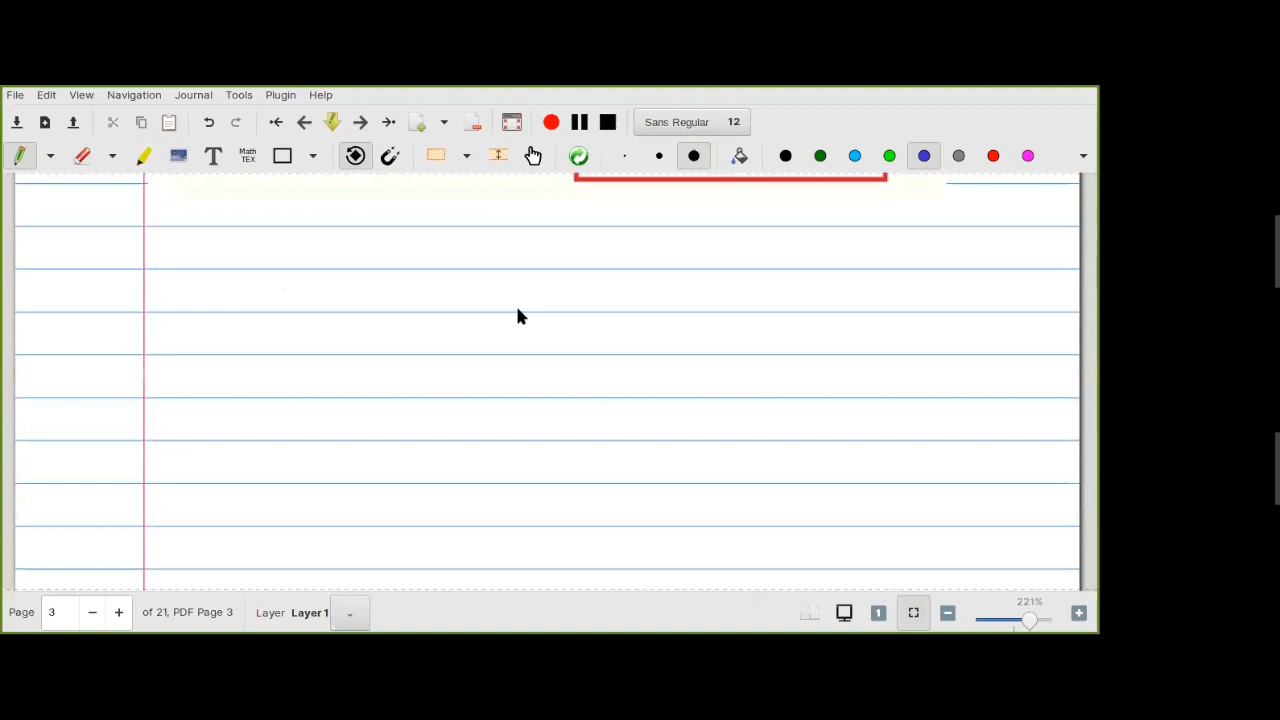 File Edit View Navigation Journal Tools Plugin Help
Sans Regular 12
T Math TEX
Page 3 of 21, PDF Page 3 Layer Layer 1 1 221%